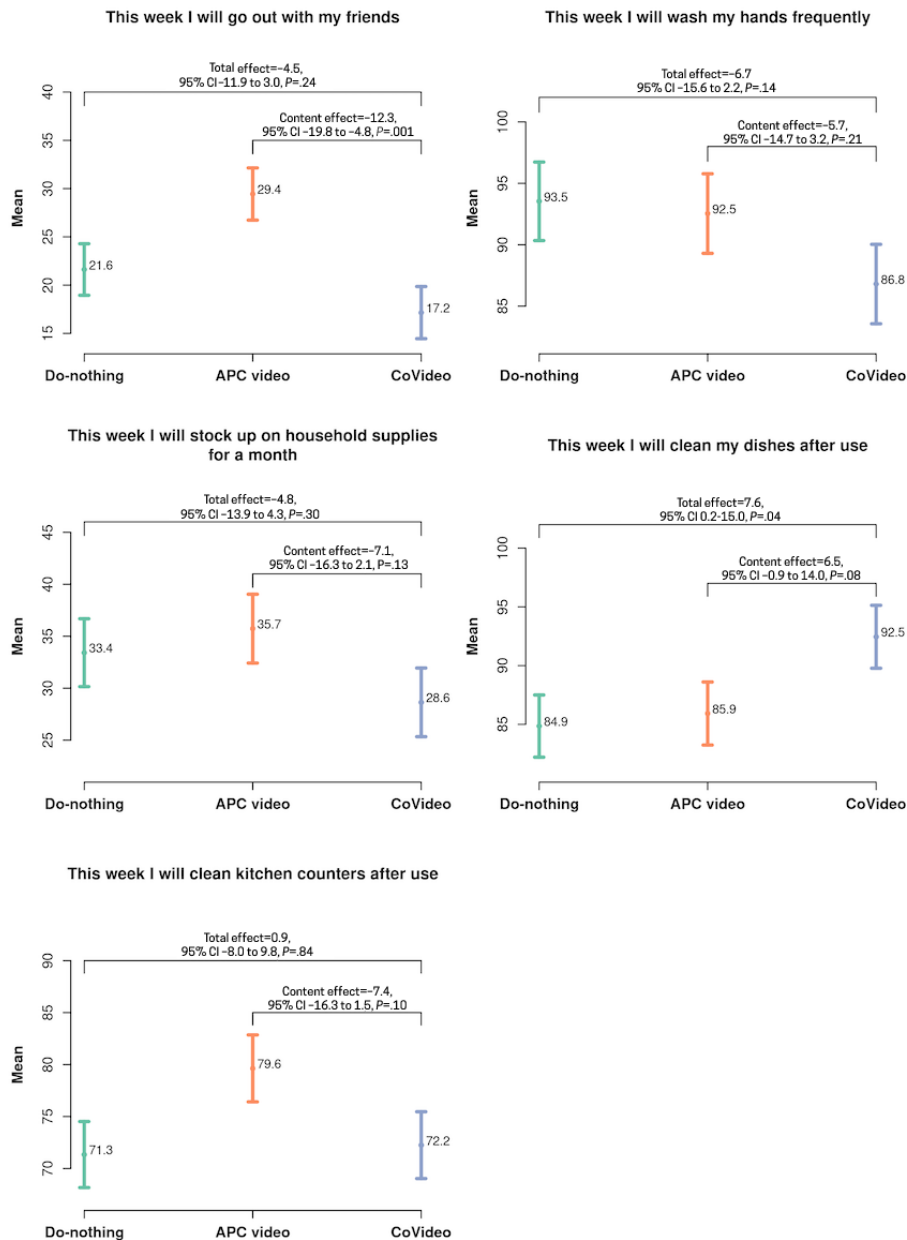 This week I will go out with my friends
Total effect=−4.5,
95% CI −11.9 to 3.0, P=.24
Content effect=−12.3,
95% CI −19.8 to −4.8, P=.001
Mean
40
35
30
25
20
15
21.6
29.4
17.2
Do-nothing APC video CoVideo
This week I will wash my hands frequently
Total effect=−6.7
95% CI −15.6 to 2.2, P=.14
Content effect=−5.7,
95% CI −14.7 to 3.2, P=.21
Mean
100
95
90
85
93.5
92.5
86.8
Do-nothing APC video CoVideo
This week I will stock up on household supplies
for a month
Total effect=−4.8,
95% CI −13.9 to 4.3, P=.30
Content effect=−7.1,
95% CI −16.3 to 2.1, P=.13
Mean
45
40
35
30
25
33.4
35.7
28.6
Do-nothing APC video CoVideo
This week I will clean my dishes after use
Total effect=7.6,
95% CI 0.2-15.0, P=.04
Content effect=6.5,
95% CI −0.9 to 14.0, P=.08
Mean
100
95
90
85
84.9
85.9
92.5
Do-nothing APC video CoVideo
This week I will clean kitchen counters after use
Total effect=0.9,
95% CI −8.0 to 9.8, P=.84
Content effect=−7.4,
95% CI −16.3 to 1.5, P=.10
Mean
90
85
80
75
70
71.3
79.6
72.2
Do-nothing APC video CoVideo